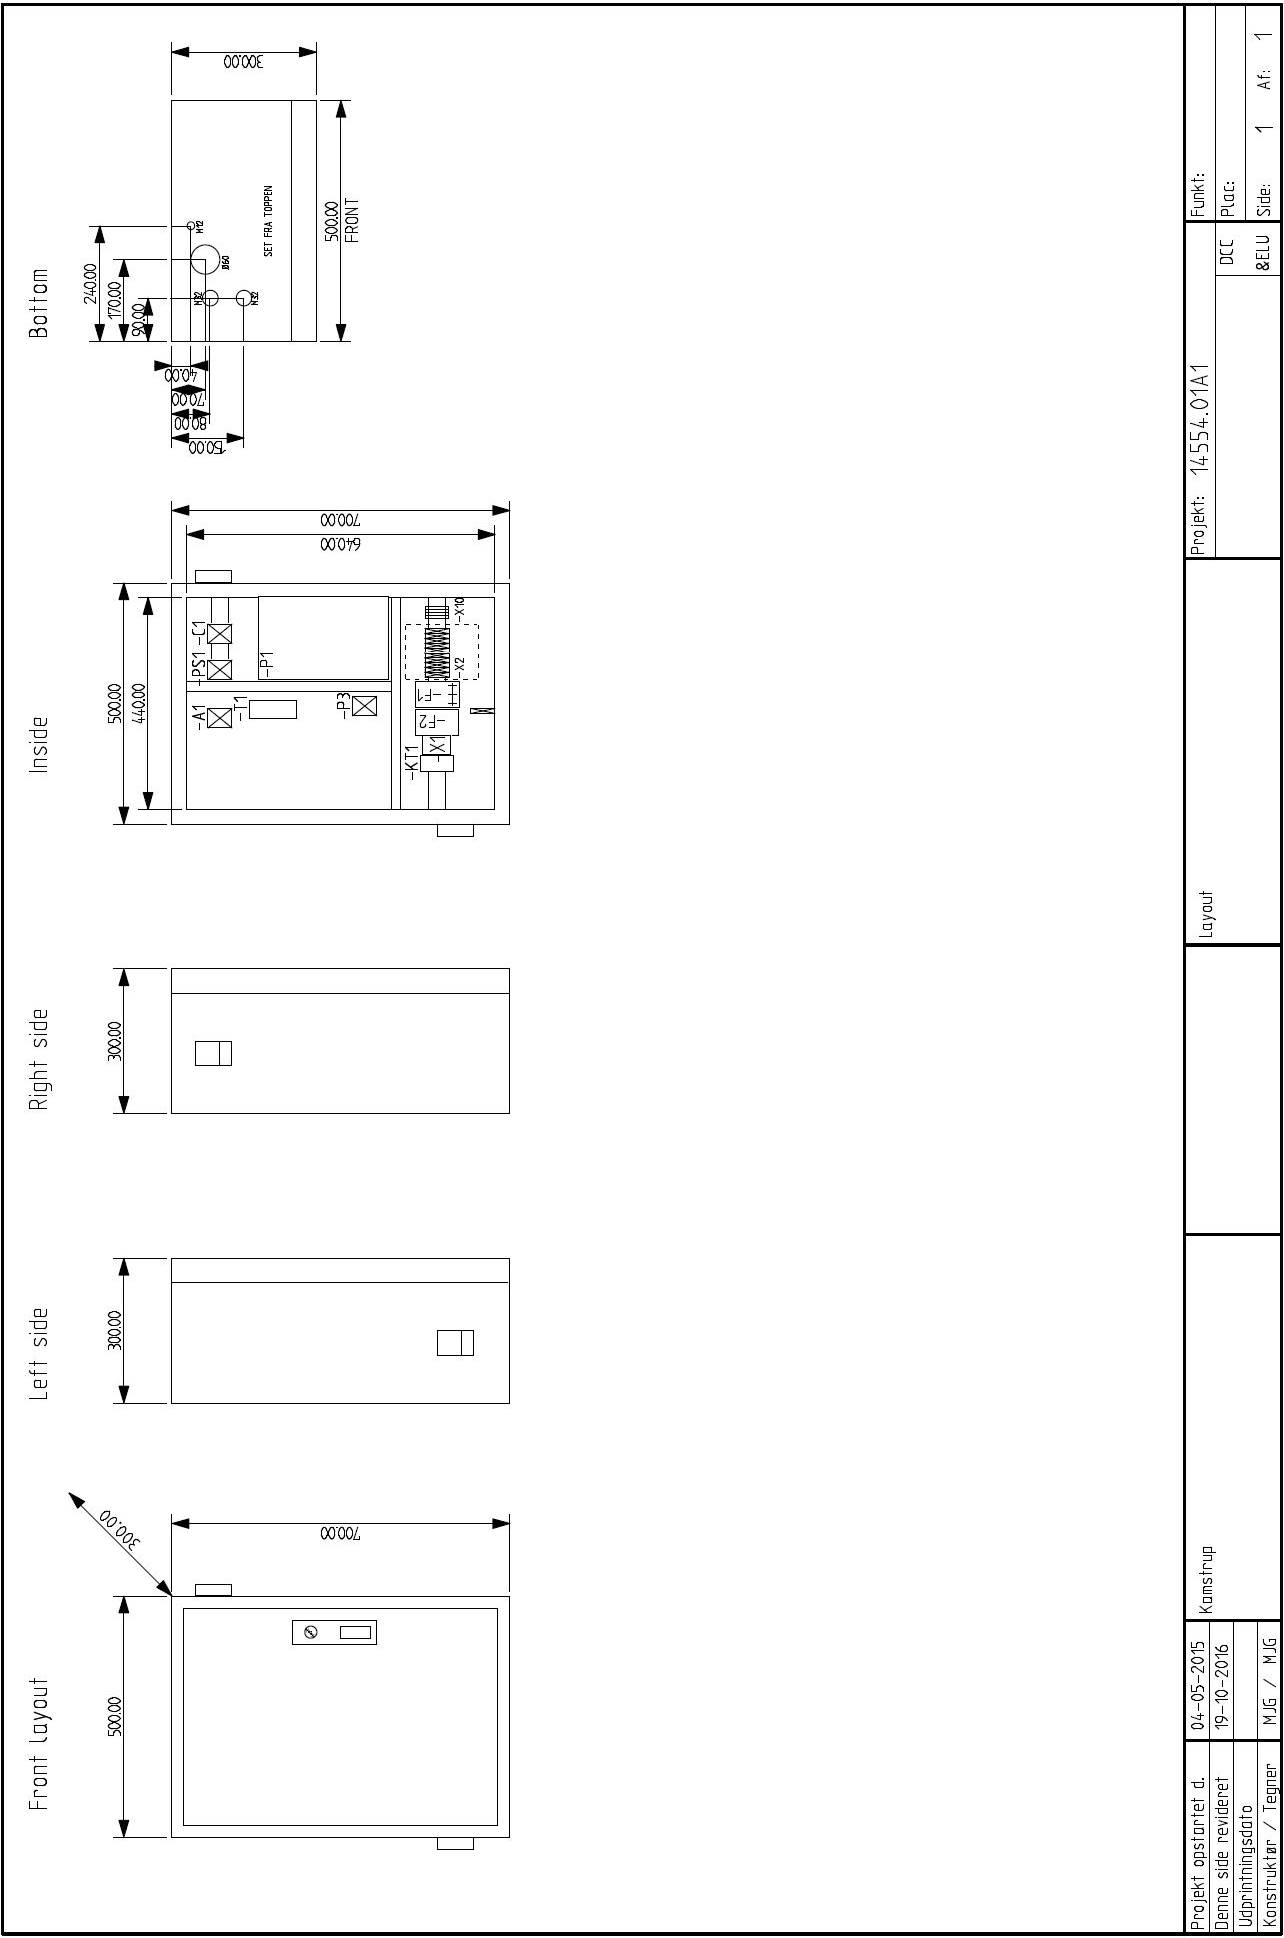 Front layout
500.00
700.00
300.00
Left side
300.00
Right side
300.00
Inside
500.00
440.00
700.00
640.00
-A1
-PS1
-C1
-T1
-P1
-P3
-KT1
-X1
-F2
-F1
-X2
-X10
Bottom
240.00
170.00
90.00
40.00
70.00
80.00
150.00
300.00
M12
Ø60
M32
M32
SET FRA TOPPEN
500.00
FRONT
Projekt opstartet d. 04-05-2015
Denne side revideret 19-10-2016
Udprintningsdato
Konstruktør / Tegner MJG / MJG
Kamstrup
Layout
Projekt: 14554.01A1
DCC
&ELU
Funkt:
Plac:
Side: 1 Af: 1